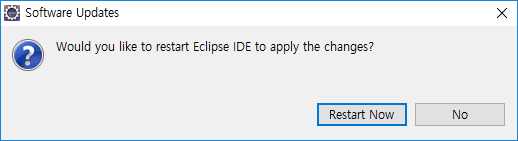 Software Updates
Would you like to restart Eclipse IDE to apply the changes?
Restart Now
No